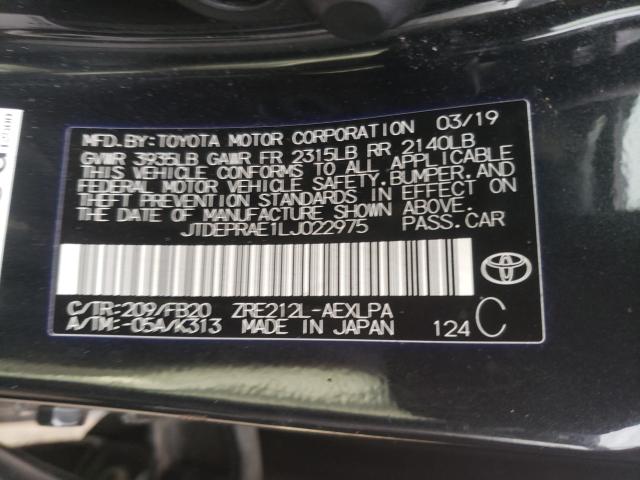 MFD.BY:TOYOTA MOTOR CORPORATION 03/19
GVWR 3935LB GAWR FR 2315LB RR 2140LB
THIS VEHICLE CONFORMS TO ALL APPLICABLE
FEDERAL MOTOR VEHICLE SAFETY,BUMPER,AND
THEFT PREVENTION STANDARDS IN EFFECT
ON THE DATE OF MANUFACTURE SHOWN ABOVE.
JTDEPRAE1LJ022975 PASS.CAR
C/TR:209/FB20 ZRE212L-AEXLPA
A/TM:-05A/K313 MADE IN JAPAN 124 C